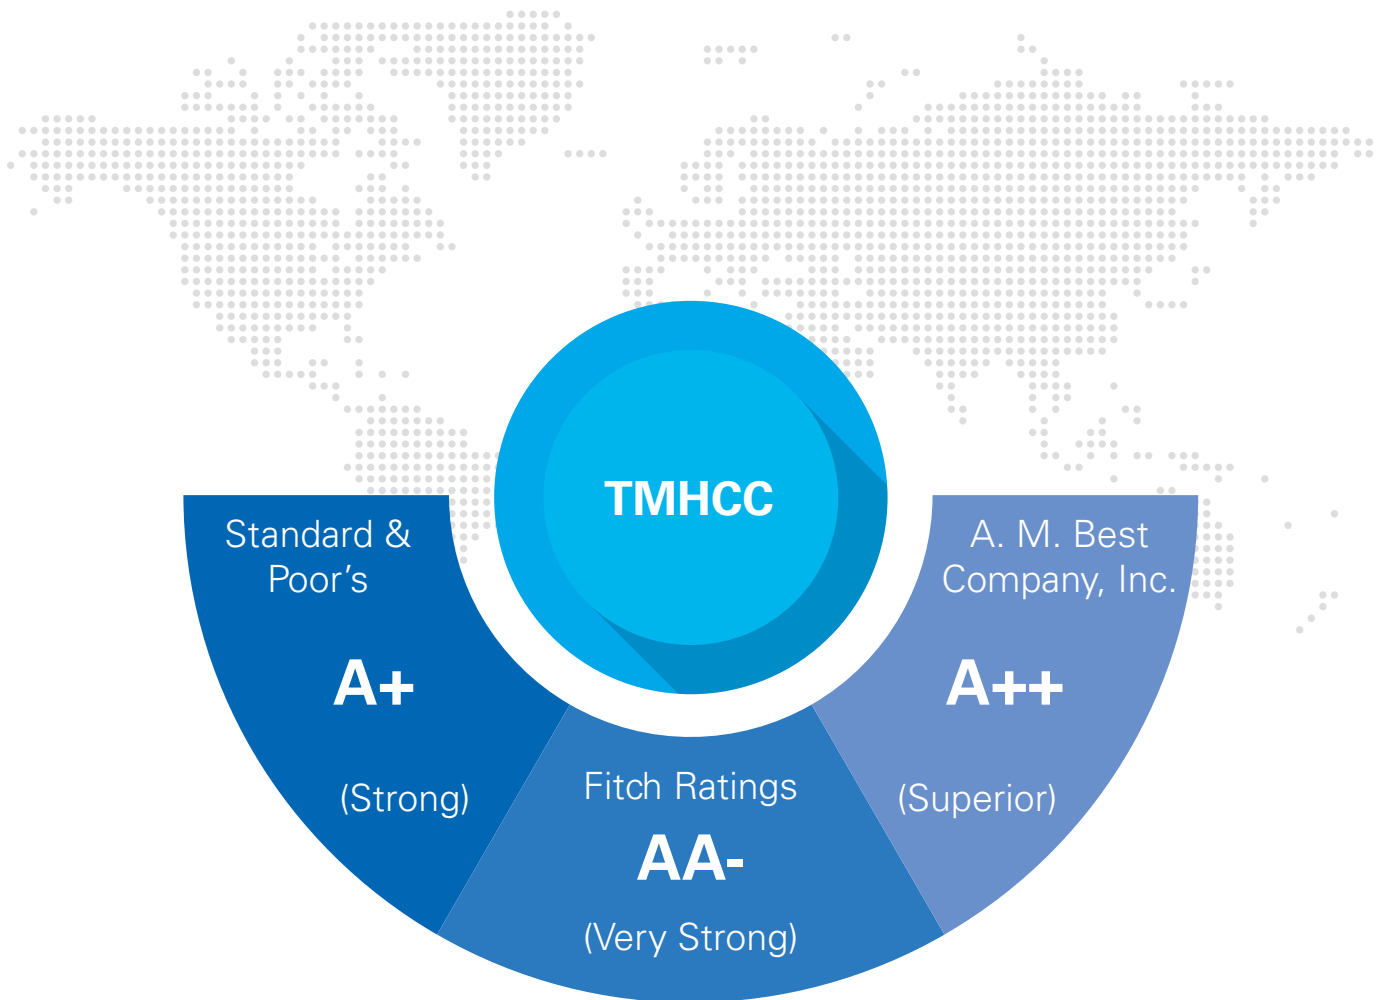 TMHCC
Standard &
Poor's
A+
(Strong)
Fitch Ratings
AA-
(Very Strong)
A. M. Best
Company, Inc.
A++
(Superior)